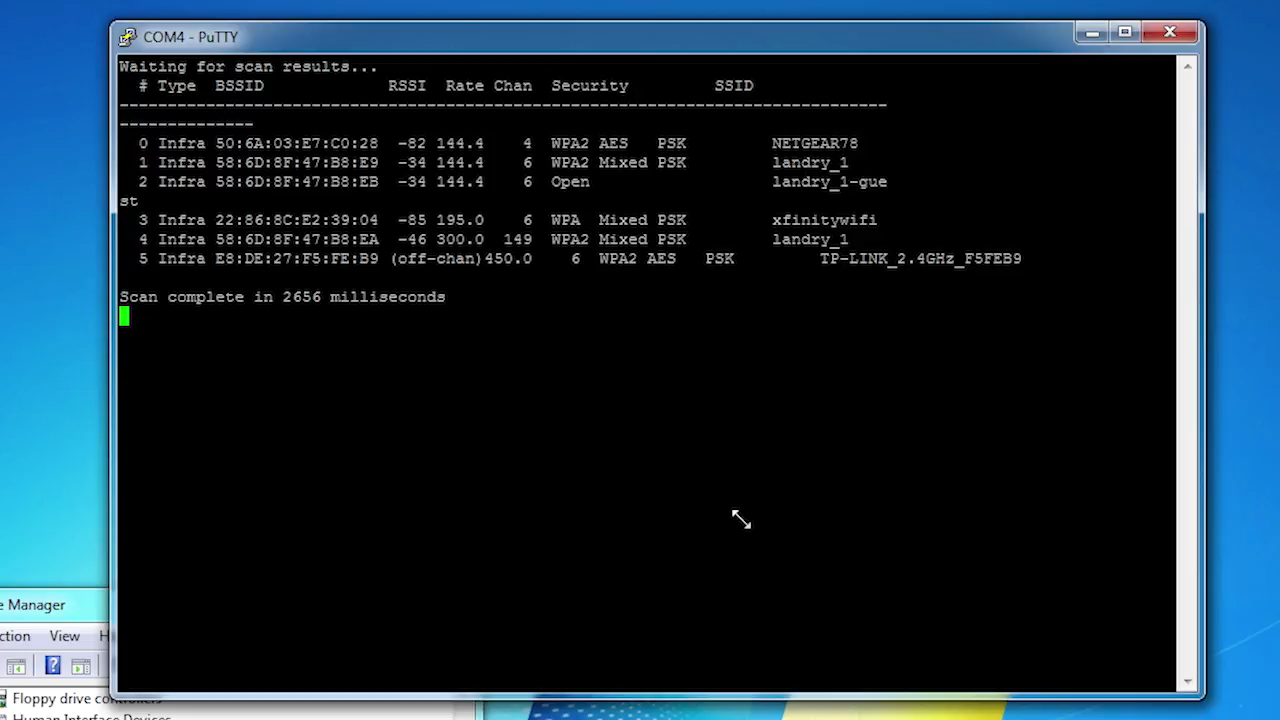 COM4 - PuTTY
Waiting for scan results...
# Type BSSID RSSI Rate Chan Security SSID
--------------------------------------------------------------------------------
--------------
0 Infra 50:6A:03:E7:C0:28 -82 144.4 4 WPA2 AES PSK NETGEAR78
1 Infra 58:6D:8F:47:B8:E9 -34 144.4 6 WPA2 Mixed PSK landry_1
2 Infra 58:6D:8F:47:B8:EB -34 144.4 6 Open landry_1-gue
st
3 Infra 22:86:8C:E2:39:04 -85 195.0 6 WPA Mixed PSK xfinitywifi
4 Infra 58:6D:8F:47:B8:EA -46 300.0 149 WPA2 Mixed PSK landry_1
5 Infra E8:DE:27:F5:FE:B9 (off-chan)450.0 6 WPA2 AES PSK TP-LINK_2.4GHz_F5FEB9
Scan complete in 2656 milliseconds
e Manager
ction View H
Floppy drive controllers
Human Interface Devices